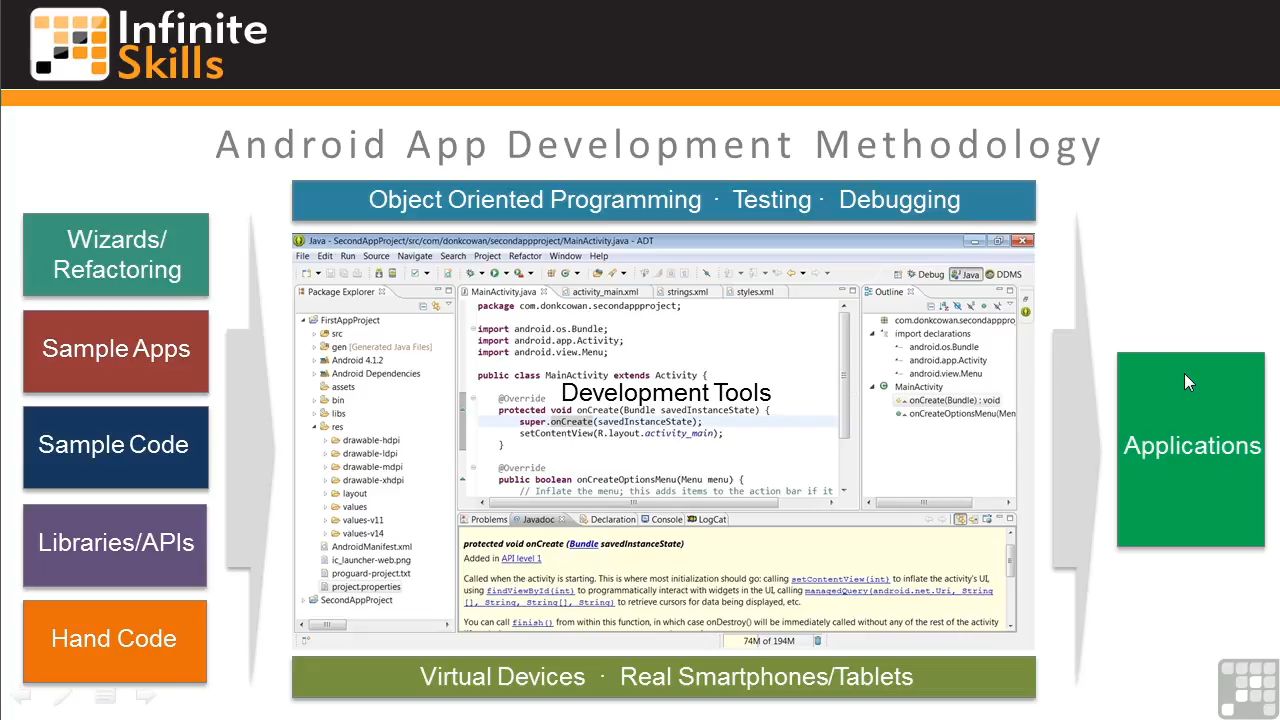 Infinite
Skills
Android App Development Methodology
Object Oriented Programming · Testing · Debugging
Wizards/
Refactoring
Sample Apps
Sample Code
Libraries/APIs
Hand Code
Java - SecondAppProject/src/com/donkcowan/secondappproject/MainActivity.java - ADT
File Edit Run Source Navigate Search Project Refactor Window Help
Debug Java DDMS
Package Explorer
FirstAppProject
src
gen [Generated Java Files]
Android 4.1.2
Android Dependencies
assets
bin
libs
res
drawable-hdpi
drawable-ldpi
drawable-mdpi
drawable-xhdpi
layout
values
values-v11
values-v14
AndroidManifest.xml
ic_launcher-web.png
proguard-project.txt
project.properties
SecondAppProject
MainActivity.java activity_main.xml strings.xml styles.xml
package com.donkcowan.secondappproject;
import android.os.Bundle;
import android.app.Activity;
import android.view.Menu;
public class MainActivity extends Activity {
Development Tools
@Override
protected void onCreate(Bundle savedInstanceState) {
super.onCreate(savedInstanceState);
setContentView(R.layout.activity_main);
}
@Override
public boolean onCreateOptionsMenu(Menu menu) {
// Inflate the menu; this adds items to the action bar if it
Outline
com.donkcowan.secondappproj
import declarations
android.os.Bundle
android.app.Activity
android.view.Menu
MainActivity
onCreate(Bundle) : void
onCreateOptionsMenu(Men
Problems Javadoc Declaration Console LogCat
protected void onCreate (Bundle savedInstanceState)
Added in API level 1
Called when the activity is starting. This is where most initialization should go: calling setContentView(int) to inflate the activity's UI,
using findViewById(int) to programmatically interact with widgets in the UI, calling managedQuery(android.net.Uri, String
[], String, String[], String) to retrieve cursors for data being displayed, etc.
You can call finish() from within this function, in which case onDestroy() will be immediately called without any of the rest of the activity
74M of 194M
Virtual Devices · Real Smartphones/Tablets
Applications